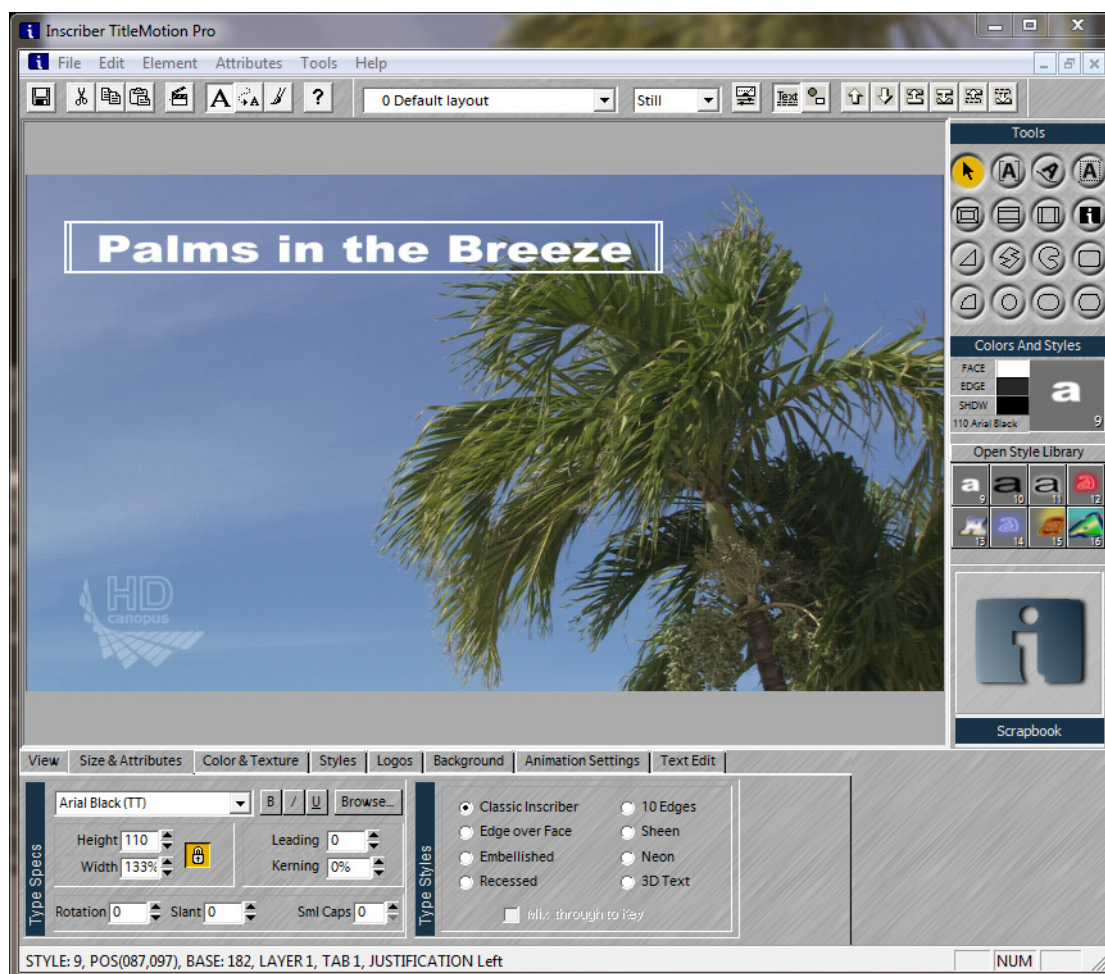 Inscriber TitleMotion Pro
File Edit Element Attributes Tools Help
A A ? 0 Default layout Still Text
Tools
A A A
Palms in the Breeze
Colors And Styles
FACE
EDGE
SHDW
110 Arial Black
a
9
Open Style Library
a 9 a 10 a 11 a 12
13 a 14 a 15 16
HD
canopus
Scrapbook
View Size & Attributes Color & Texture Styles Logos Background Animation Settings Text Edit
Type Specs
Arial Black (TT) B / U Browse...
Height 110 Leading 0
Width 133% Kerning 0%
Rotation 0 Slant 0 Sml Caps 0
Type Styles
Classic Inscriber 10 Edges
Edge over Face Sheen
Embellished Neon
Recessed 3D Text
Mix through to Key
STYLE: 9, POS(087,097), BASE: 182, LAYER 1, TAB 1, JUSTIFICATION Left NUM